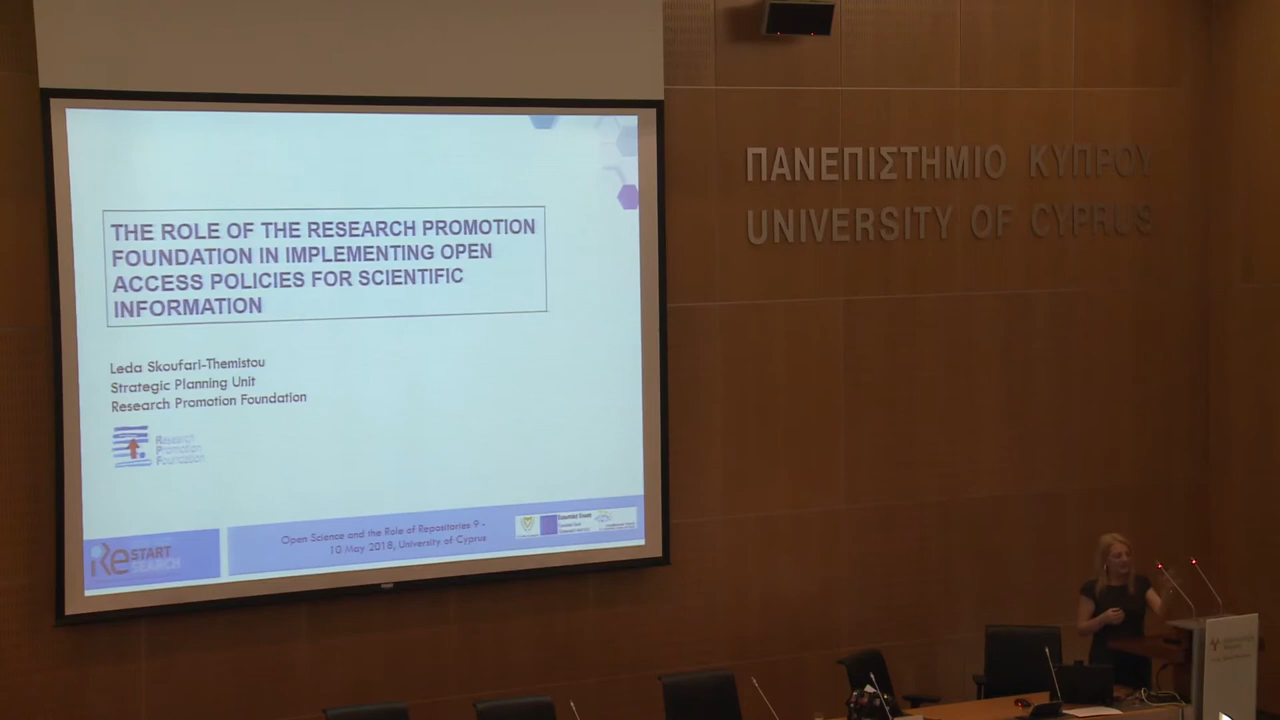 THE ROLE OF THE RESEARCH PROMOTION
FOUNDATION IN IMPLEMENTING OPEN
ACCESS POLICIES FOR SCIENTIFIC
INFORMATION
Leda Skoufari-Themistou
Strategic Planning Unit
Research Promotion Foundation
Research
Promotion
Foundation
ReSTART
SEARCH
Open Science and the Role of Repositories 9 -
10 May 2018, University of Cyprus
ΠΑΝΕΠΙΣΤΗΜΙΟ ΚΥΠΡΟΥ
UNIVERSITY OF CYPRUS